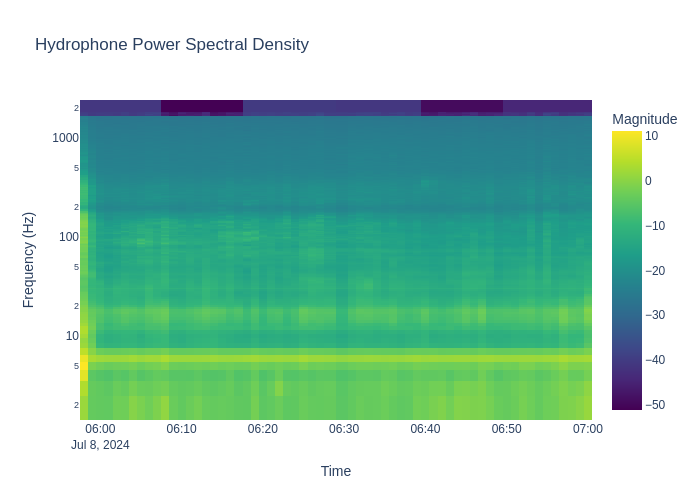 Hydrophone Power Spectral Density
Magnitude
2
1000
5
2
100
5
2
10
5
2
Frequency (Hz)
10
0
−10
−20
−30
−40
−50
06:00 06:10 06:20 06:30 06:40 06:50 07:00
Jul 8, 2024
Time